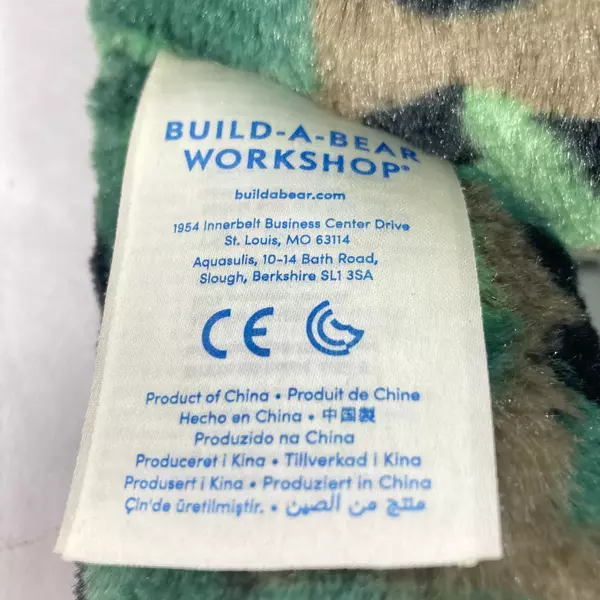 BUILD-A-BEAR
WORKSHOP®
buildabear.com
1954 Innerbelt Business Center Drive
St. Louis, MO 63114
Aquasulis, 10-14 Bath Road,
Slough, Berkshire SL1 3SA
CE
Product of China • Produit de Chine
Hecho en China • 中国製
Produzido na China
Produceret i Kina • Tillverkad i Kina
Produsert i Kina • Produziert in China
Çin'de üretilmiştir. • منتج من الصين